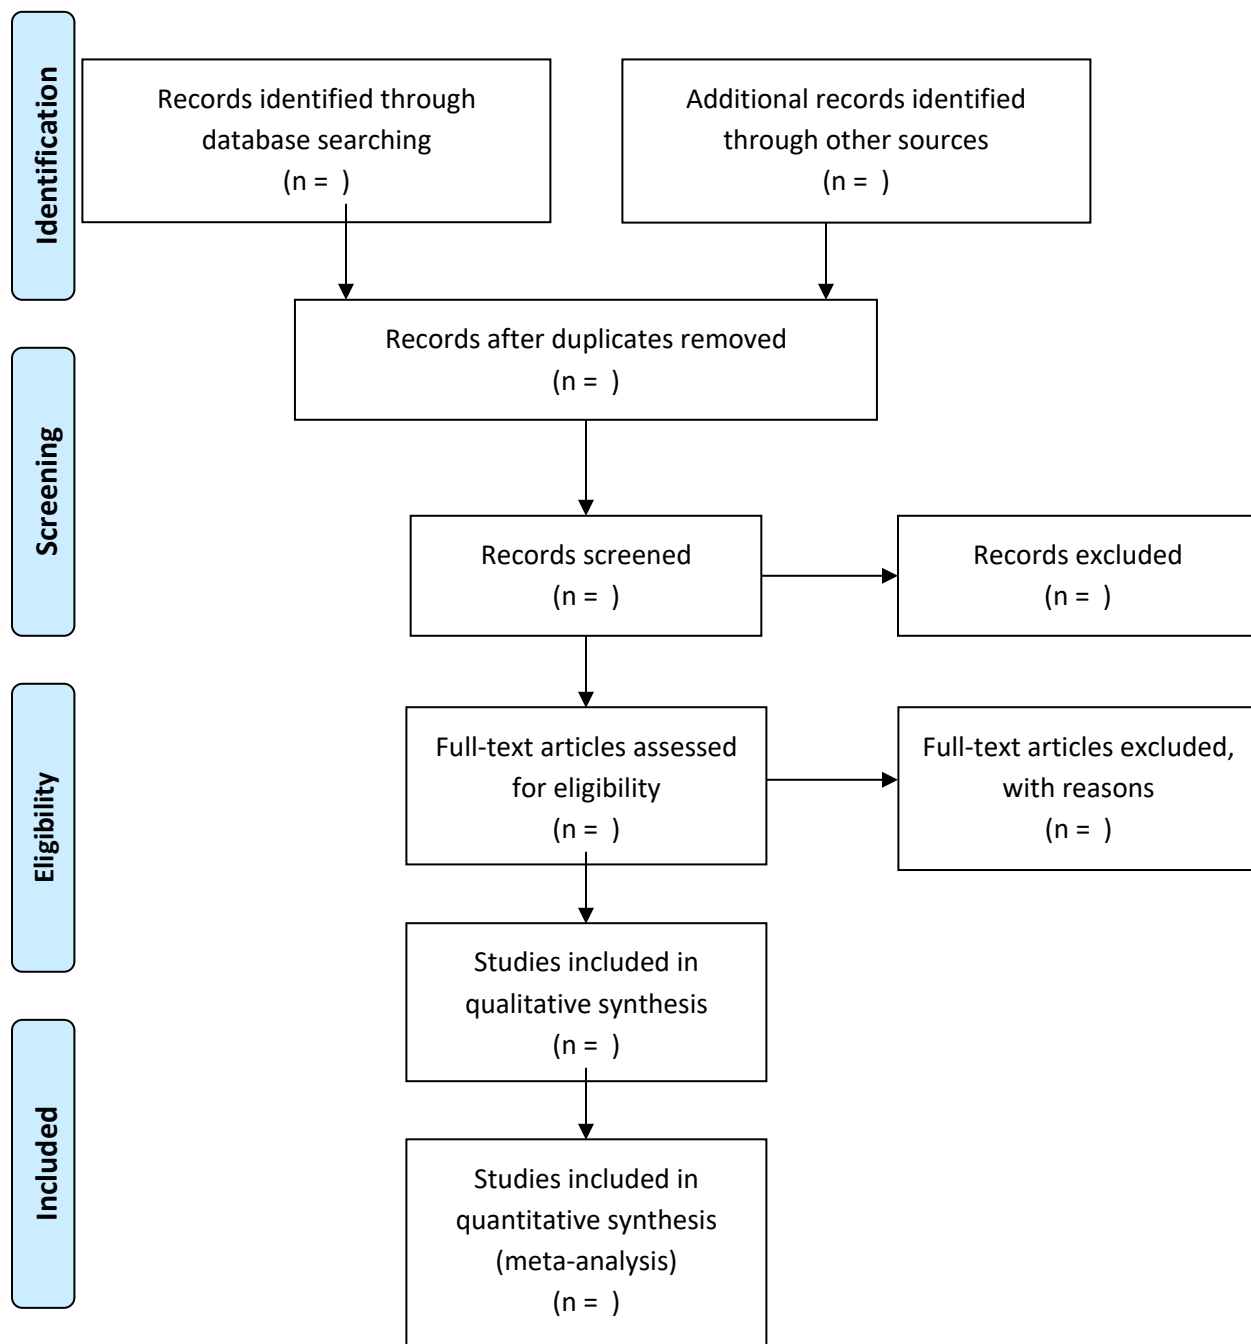 Identification
Records identified through
database searching
(n =  )
Additional records identified
through other sources
(n =  )
Records after duplicates removed
(n =  )
Screening
Records screened
(n =  )
Records excluded
(n =  )
Eligibility
Full-text articles assessed
for eligibility
(n =  )
Full-text articles excluded,
with reasons
(n =  )
Studies included in
qualitative synthesis
(n =  )
Included
Studies included in
quantitative synthesis
(meta-analysis)
(n =  )